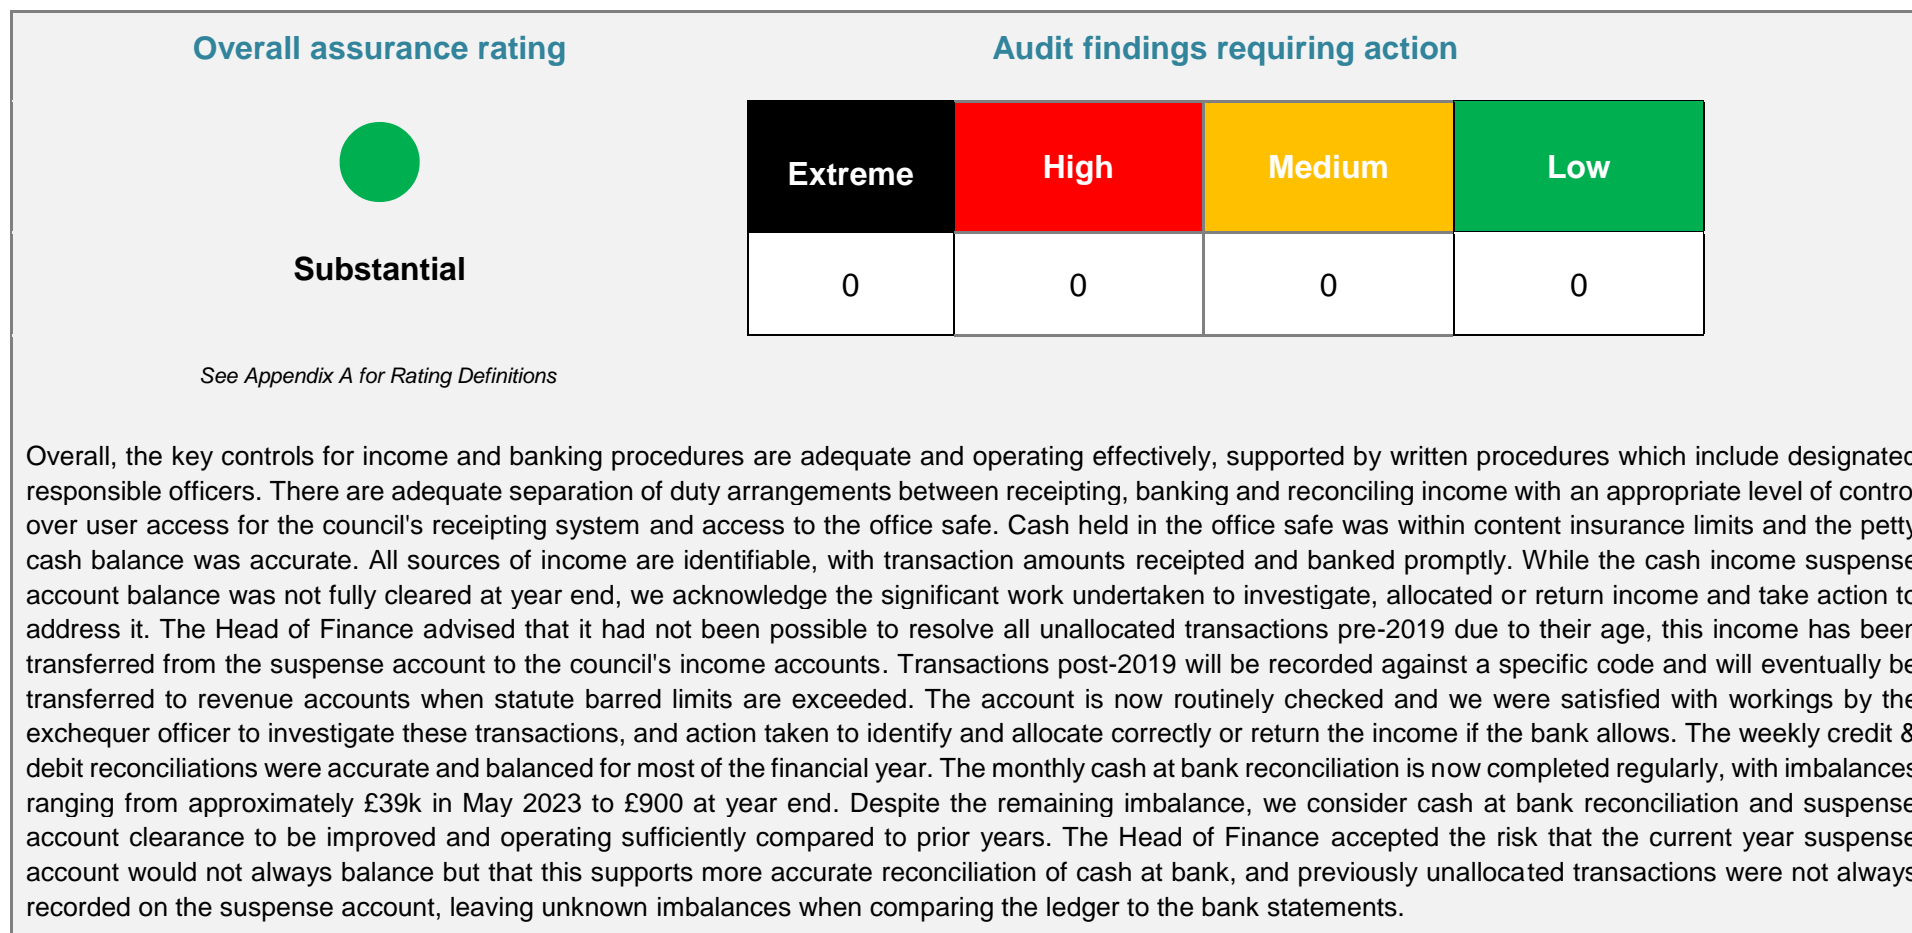 Overall assurance rating
Audit findings requiring action
Extreme
High
Medium
Low
Substantial
0
0
0
0
See Appendix A for Rating Definitions
Overall, the key controls for income and banking procedures are adequate and operating effectively, supported by written procedures which include designated
responsible officers. There are adequate separation of duty arrangements between receipting, banking and reconciling income with an appropriate level of contro
over user access for the council's receipting system and access to the office safe. Cash held in the office safe was within content insurance limits and the petty
cash balance was accurate. All sources of income are identifiable, with transaction amounts receipted and banked promptly. While the cash income suspense
account balance was not fully cleared at year end, we acknowledge the significant work undertaken to investigate, allocated or return income and take action to
address it. The Head of Finance advised that it had not been possible to resolve all unallocated transactions pre-2019 due to their age, this income has been
transferred from the suspense account to the council's income accounts. Transactions post-2019 will be recorded against a specific code and will eventually be
transferred to revenue accounts when statute barred limits are exceeded. The account is now routinely checked and we were satisfied with workings by the
exchequer officer to investigate these transactions, and action taken to identify and allocate correctly or return the income if the bank allows. The weekly credit &
debit reconciliations were accurate and balanced for most of the financial year. The monthly cash at bank reconciliation is now completed regularly, with imbalances
ranging from approximately £39k in May 2023 to £900 at year end. Despite the remaining imbalance, we consider cash at bank reconciliation and suspense
account clearance to be improved and operating sufficiently compared to prior years. The Head of Finance accepted the risk that the current year suspense
account would not always balance but that this supports more accurate reconciliation of cash at bank, and previously unallocated transactions were not always
recorded on the suspense account, leaving unknown imbalances when comparing the ledger to the bank statements.